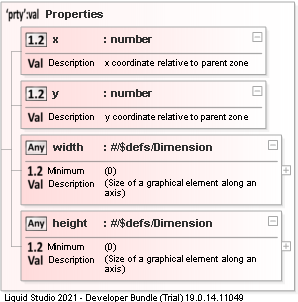 'prty':val Properties
1.2 x : number
Val Description x coordinate relative to parent zone
1.2 y : number
Val Description y coordinate relative to parent zone
Any width : #/$defs/Dimension
1.2 Minimum (0)
Val Description (Size of a graphical element along an
axis)
Any height : #/$defs/Dimension
1.2 Minimum (0)
Val Description (Size of a graphical element along an
axis)
Liquid Studio 2021 - Developer Bundle (Trial) 19.0.14.11049